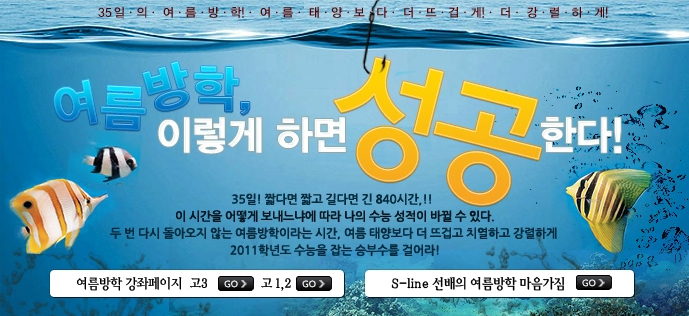 35일·의·여·름·방·학!·여·름·태·양·보·다·더·뜨·겁·게!·더·강·렬·하·게!
여름방학,
이렇게 하면 성공한다!
35일! 짧다면 짧고 길다면 긴 840시간,!!
이 시간을 어떻게 보내느냐에 따라 나의 수능 성적이 바뀔 수 있다.
두 번 다시 돌아오지 않는 여름방학이라는 시간, 여름 태양보다 더 뜨겁고 치열하고 강렬하게
2011학년도 수능을 잡는 승부수를 걸어라!
여름방학 강좌페이지 고3 GO 고1,2 GO
S-line 선배의 여름방학 마음가짐 GO